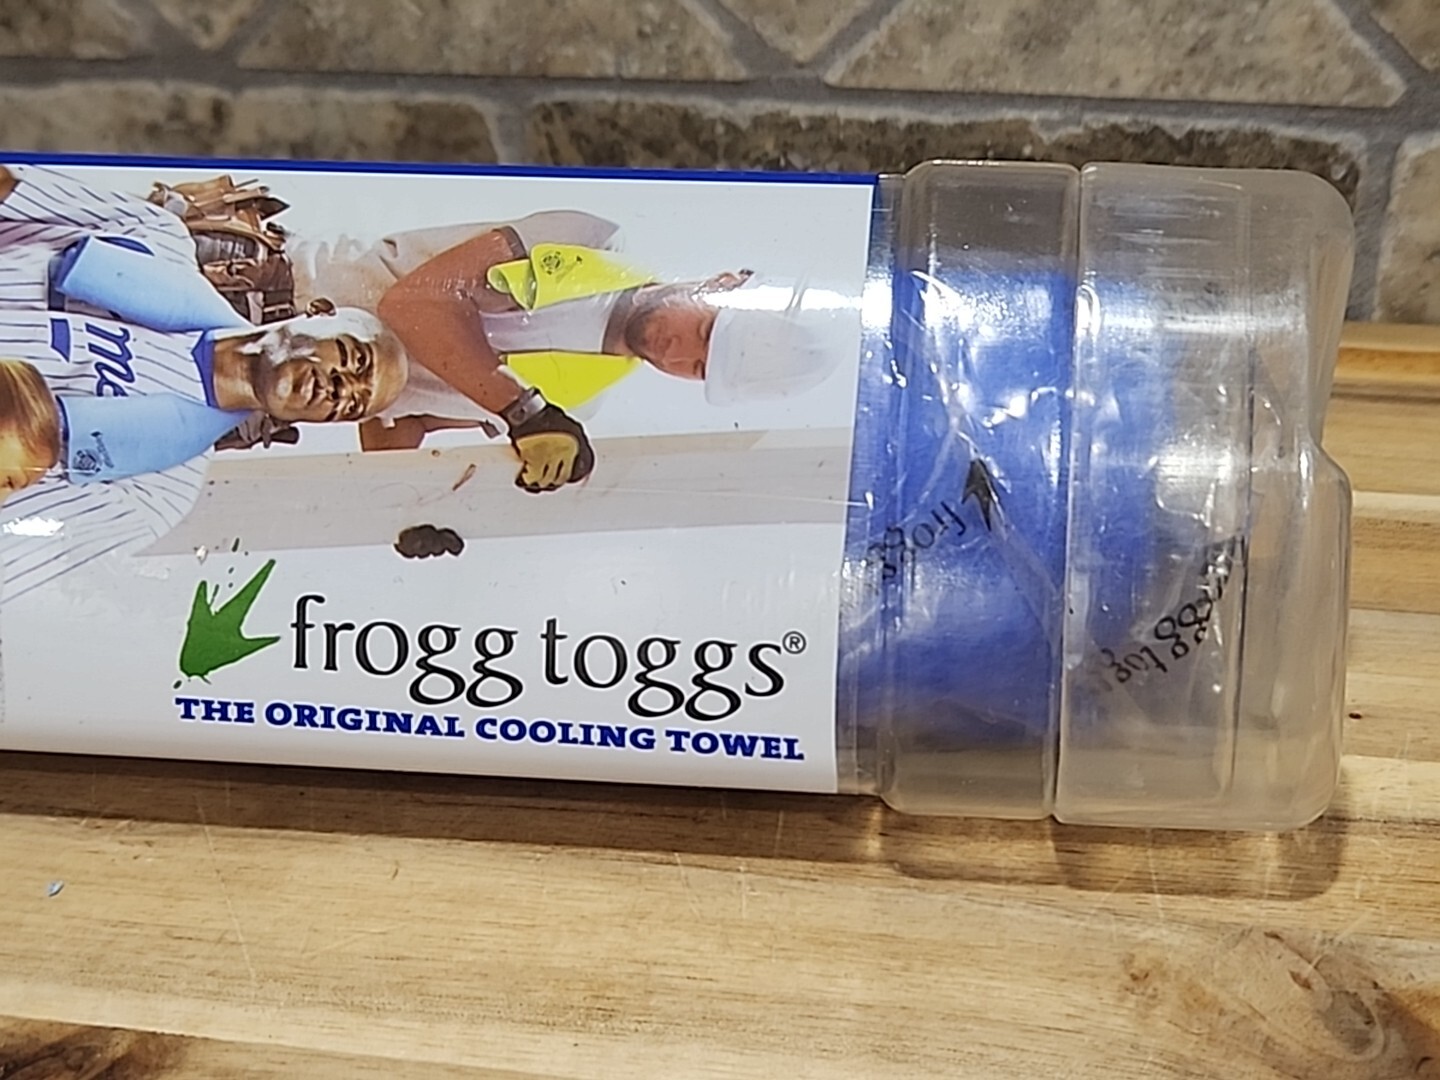 frogg toggs®
THE ORIGINAL COOLING TOWEL
frogg
frogg togg